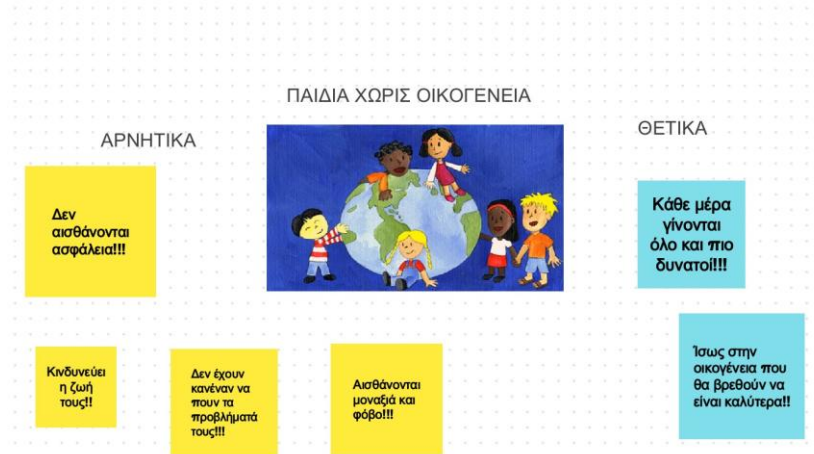 ΠΑΙΔΙΑ ΧΩΡΙΣ ΟΙΚΟΓΕΝΕΙΑ
ΑΡΝΗΤΙΚΑ
Δεν
αισθάνονται
ασφάλεια!!!
Κινδυνεύει
η ζωή
τους!!
Δεν έχουν
κανέναν να
πουν τα
προβλήματά
τους!!!
Αισθάνονται
μοναξιά και
φόβο!!!
ΘΕΤΙΚΑ
Κάθε μέρα
γίνονται
όλο και πιο
δυνατοί!!!
Ίσως στην
οικογένεια που
θα βρεθούν να
είναι καλύτερα!!